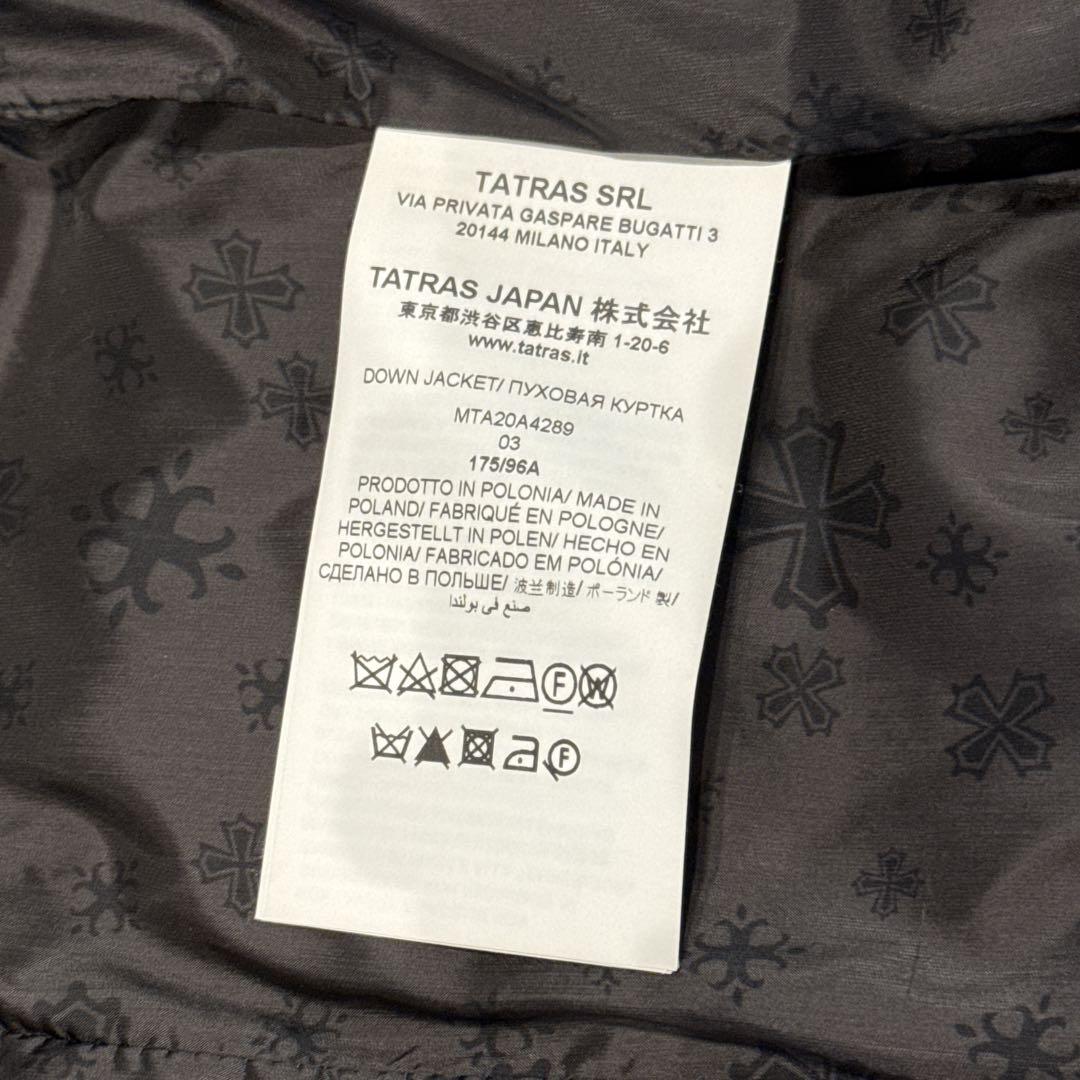 TATRAS SRL
VIA PRIVATA GASPARE BUGATTI 3
20144 MILANO ITALY
TATRAS JAPAN 株式会社
東京都渋谷区恵比寿南 1-20-6
www.tatras.it
DOWN JACKET/ ПУХОВАЯ КУРТКА
MTA20A4289
03
175/96A
PRODOTTO IN POLONIA/ MADE IN
POLAND/ FABRIQUÉ EN POLOGNE/
HERGESTELLT IN POLEN/ HECHO EN
POLONIA/ FABRICADO EM POLÓNIA/
СДЕЛАНО В ПОЛЬШЕ/ 波兰制造/ ポーランド 製/
صنع في بولندا
F W
F